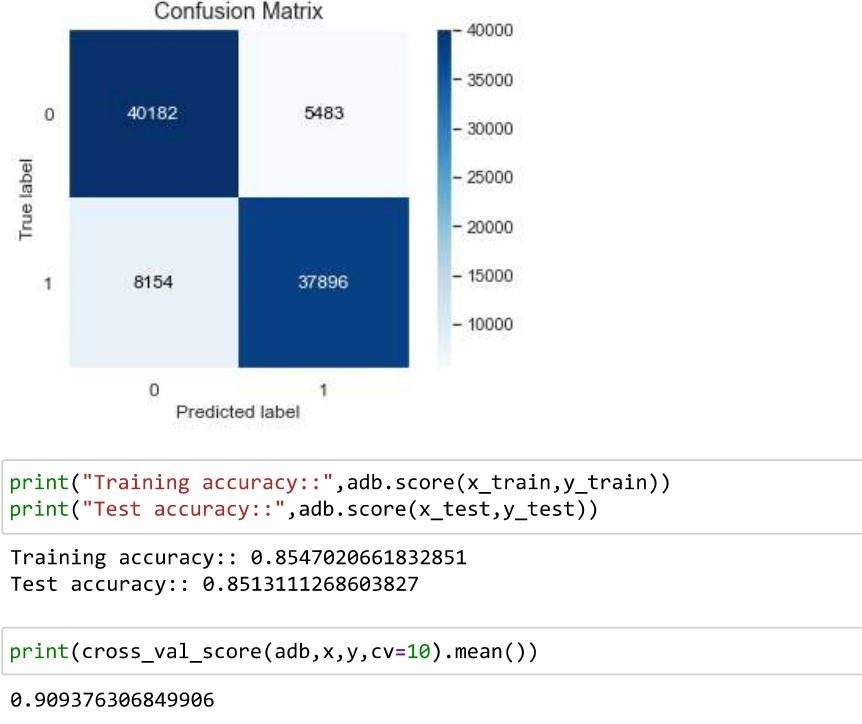 Confusion Matrix
40000
35000
30000
25000
20000
15000
10000
True label
0
40182
5483
1
8154
37896
0
1
Predicted label
print("Training accuracy::",adb.score(x_train,y_train))
print("Test accuracy::",adb.score(x_test,y_test))
Training accuracy:: 0.8547020661832851
Test accuracy:: 0.8513111268603827
print(cross_val_score(adb,x,y,cv=10).mean())
0.909376306849906